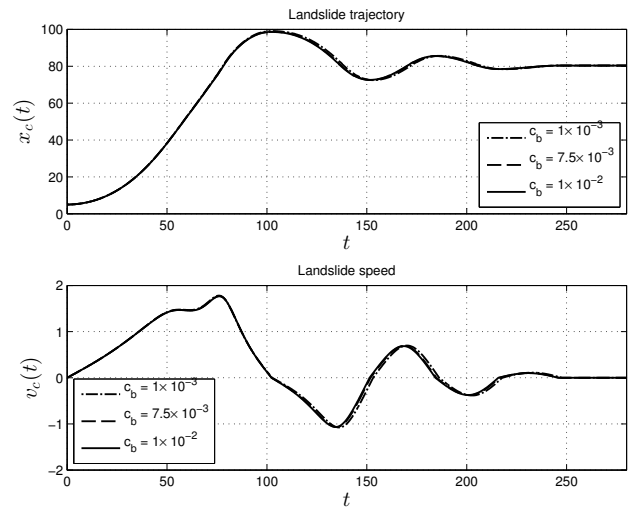 Landslide trajectory
100
80
60
40
20
0
x_c(t)
c_b = 1× 10^−3
c_b = 7.5× 10^−3
c_b = 1× 10^−2
0 50 100 150 200 250
t
Landslide speed
2
1
0
−1
−2
v_c(t)
c_b = 1× 10^−3
c_b = 7.5× 10^−3
c_b = 1× 10^−2
0 50 100 150 200 250
t